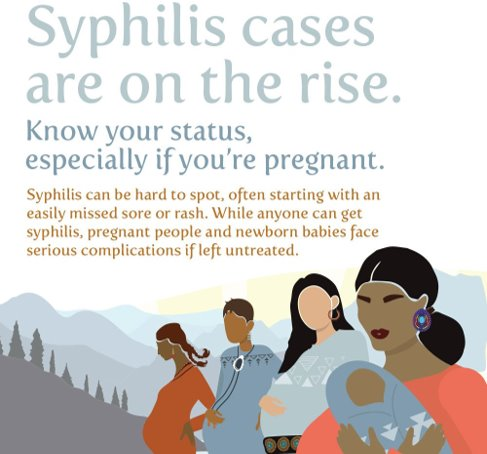 Syphilis cases
are on the rise.
Know your status,
especially if you're pregnant.
Syphilis can be hard to spot, often starting with an
easily missed sore or rash. While anyone can get
syphilis, pregnant people and newborn babies face
serious complications if left untreated.